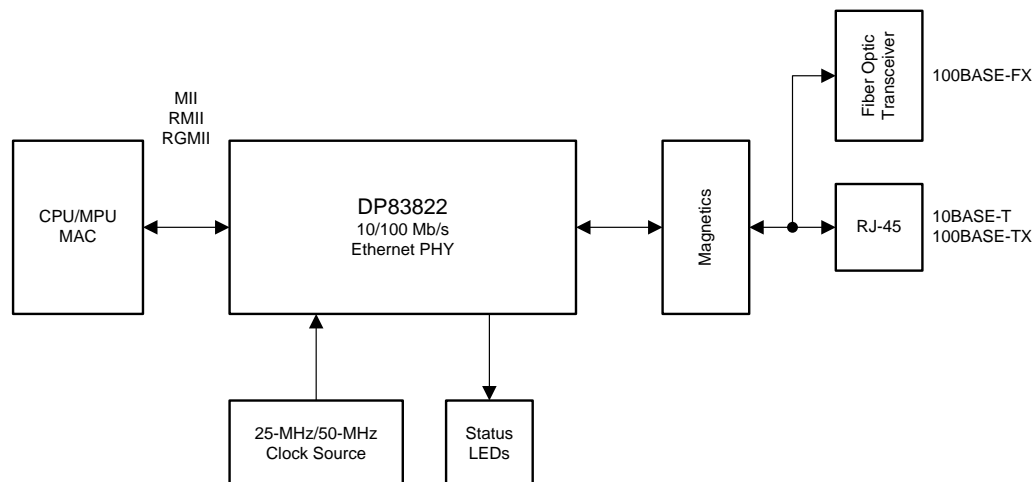 Fiber Optic
Transceiver
100BASE-FX
MII
RMII
RGMII
CPU/MPU
MAC
DP83822
10/100 Mb/s
Ethernet PHY
Magnetics
RJ-45
10BASE-T
100BASE-TX
25-MHz/50-MHz
Clock Source
Status
LEDs